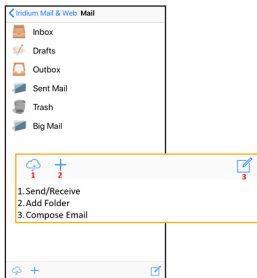 Iridium Mail & Web Mail
Inbox
Drafts
Outbox
Sent Mail
Trash
Big Mail
1 2 3
1.Send/Receive
2.Add Folder
3.Compose Email